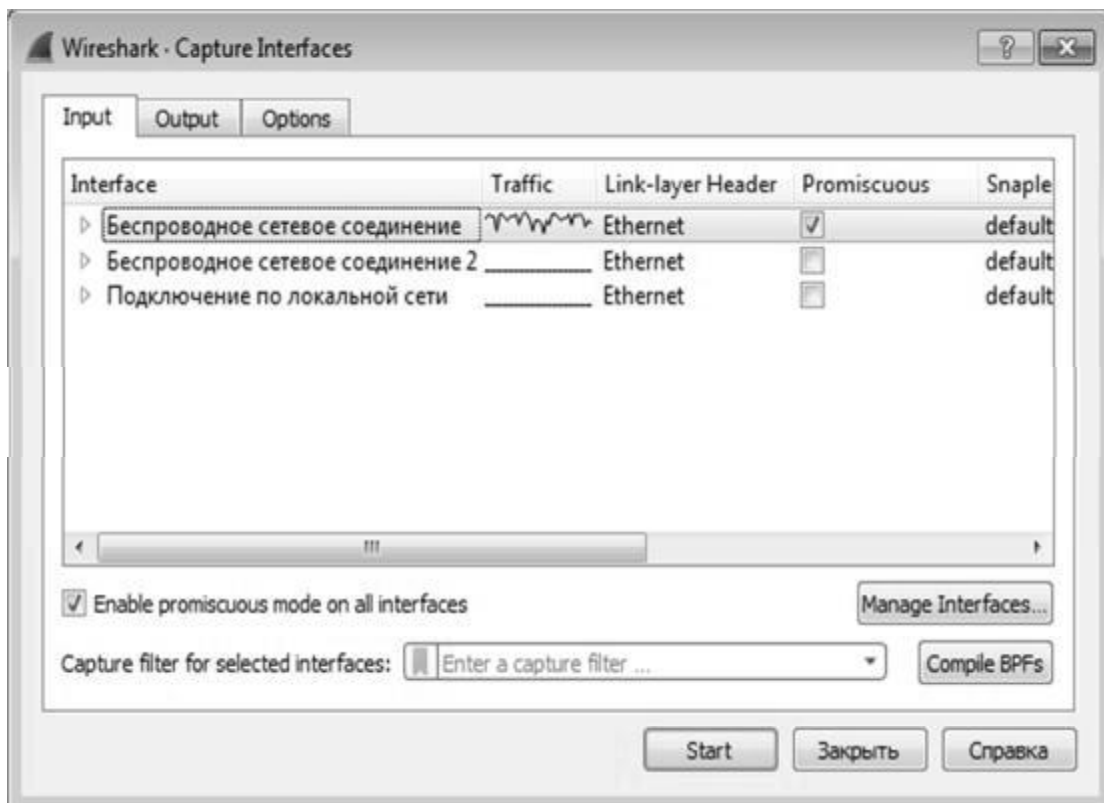 Wireshark · Capture Interfaces
Input Output Options
Interface Traffic Link-layer Header Promiscuous Snaple
Беспроводное сетевое соединение Ethernet default
Беспроводное сетевое соединение 2 Ethernet default
Подключение по локальной сети Ethernet default
Enable promiscuous mode on all interfaces Manage Interfaces...
Capture filter for selected interfaces: Enter a capture filter ... Compile BPFs
Start Закрыть Справка